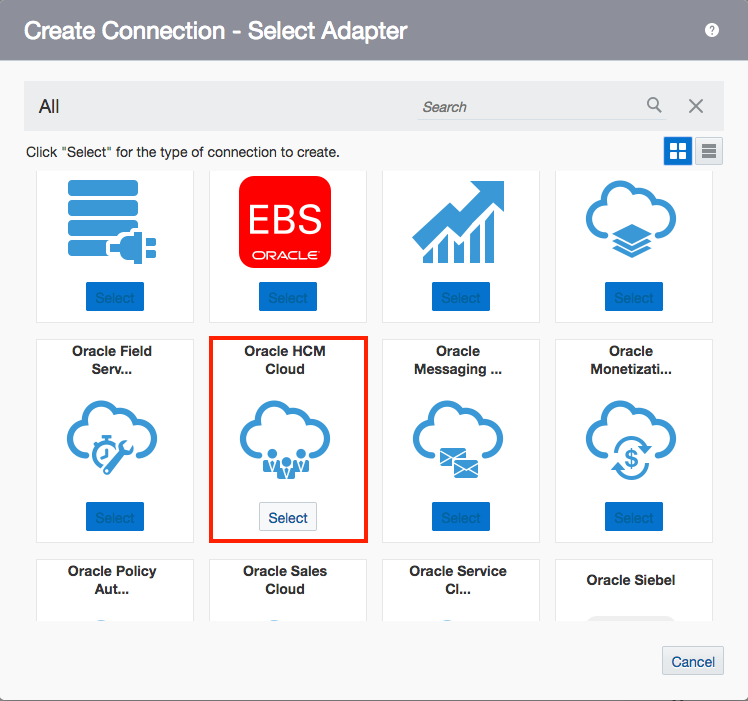 Create Connection - Select Adapter
?
All
Search
Click "Select" for the type of connection to create.
EBS
ORACLE
Select
Select
Select
Select
Oracle Field
Serv...
Oracle HCM
Cloud
Oracle
Messaging ...
Oracle
Monetizati...
$
Select
Select
Select
Select
Oracle Policy
Aut...
Oracle Sales
Cloud
Oracle Service
Cl...
Oracle Siebel
Cancel